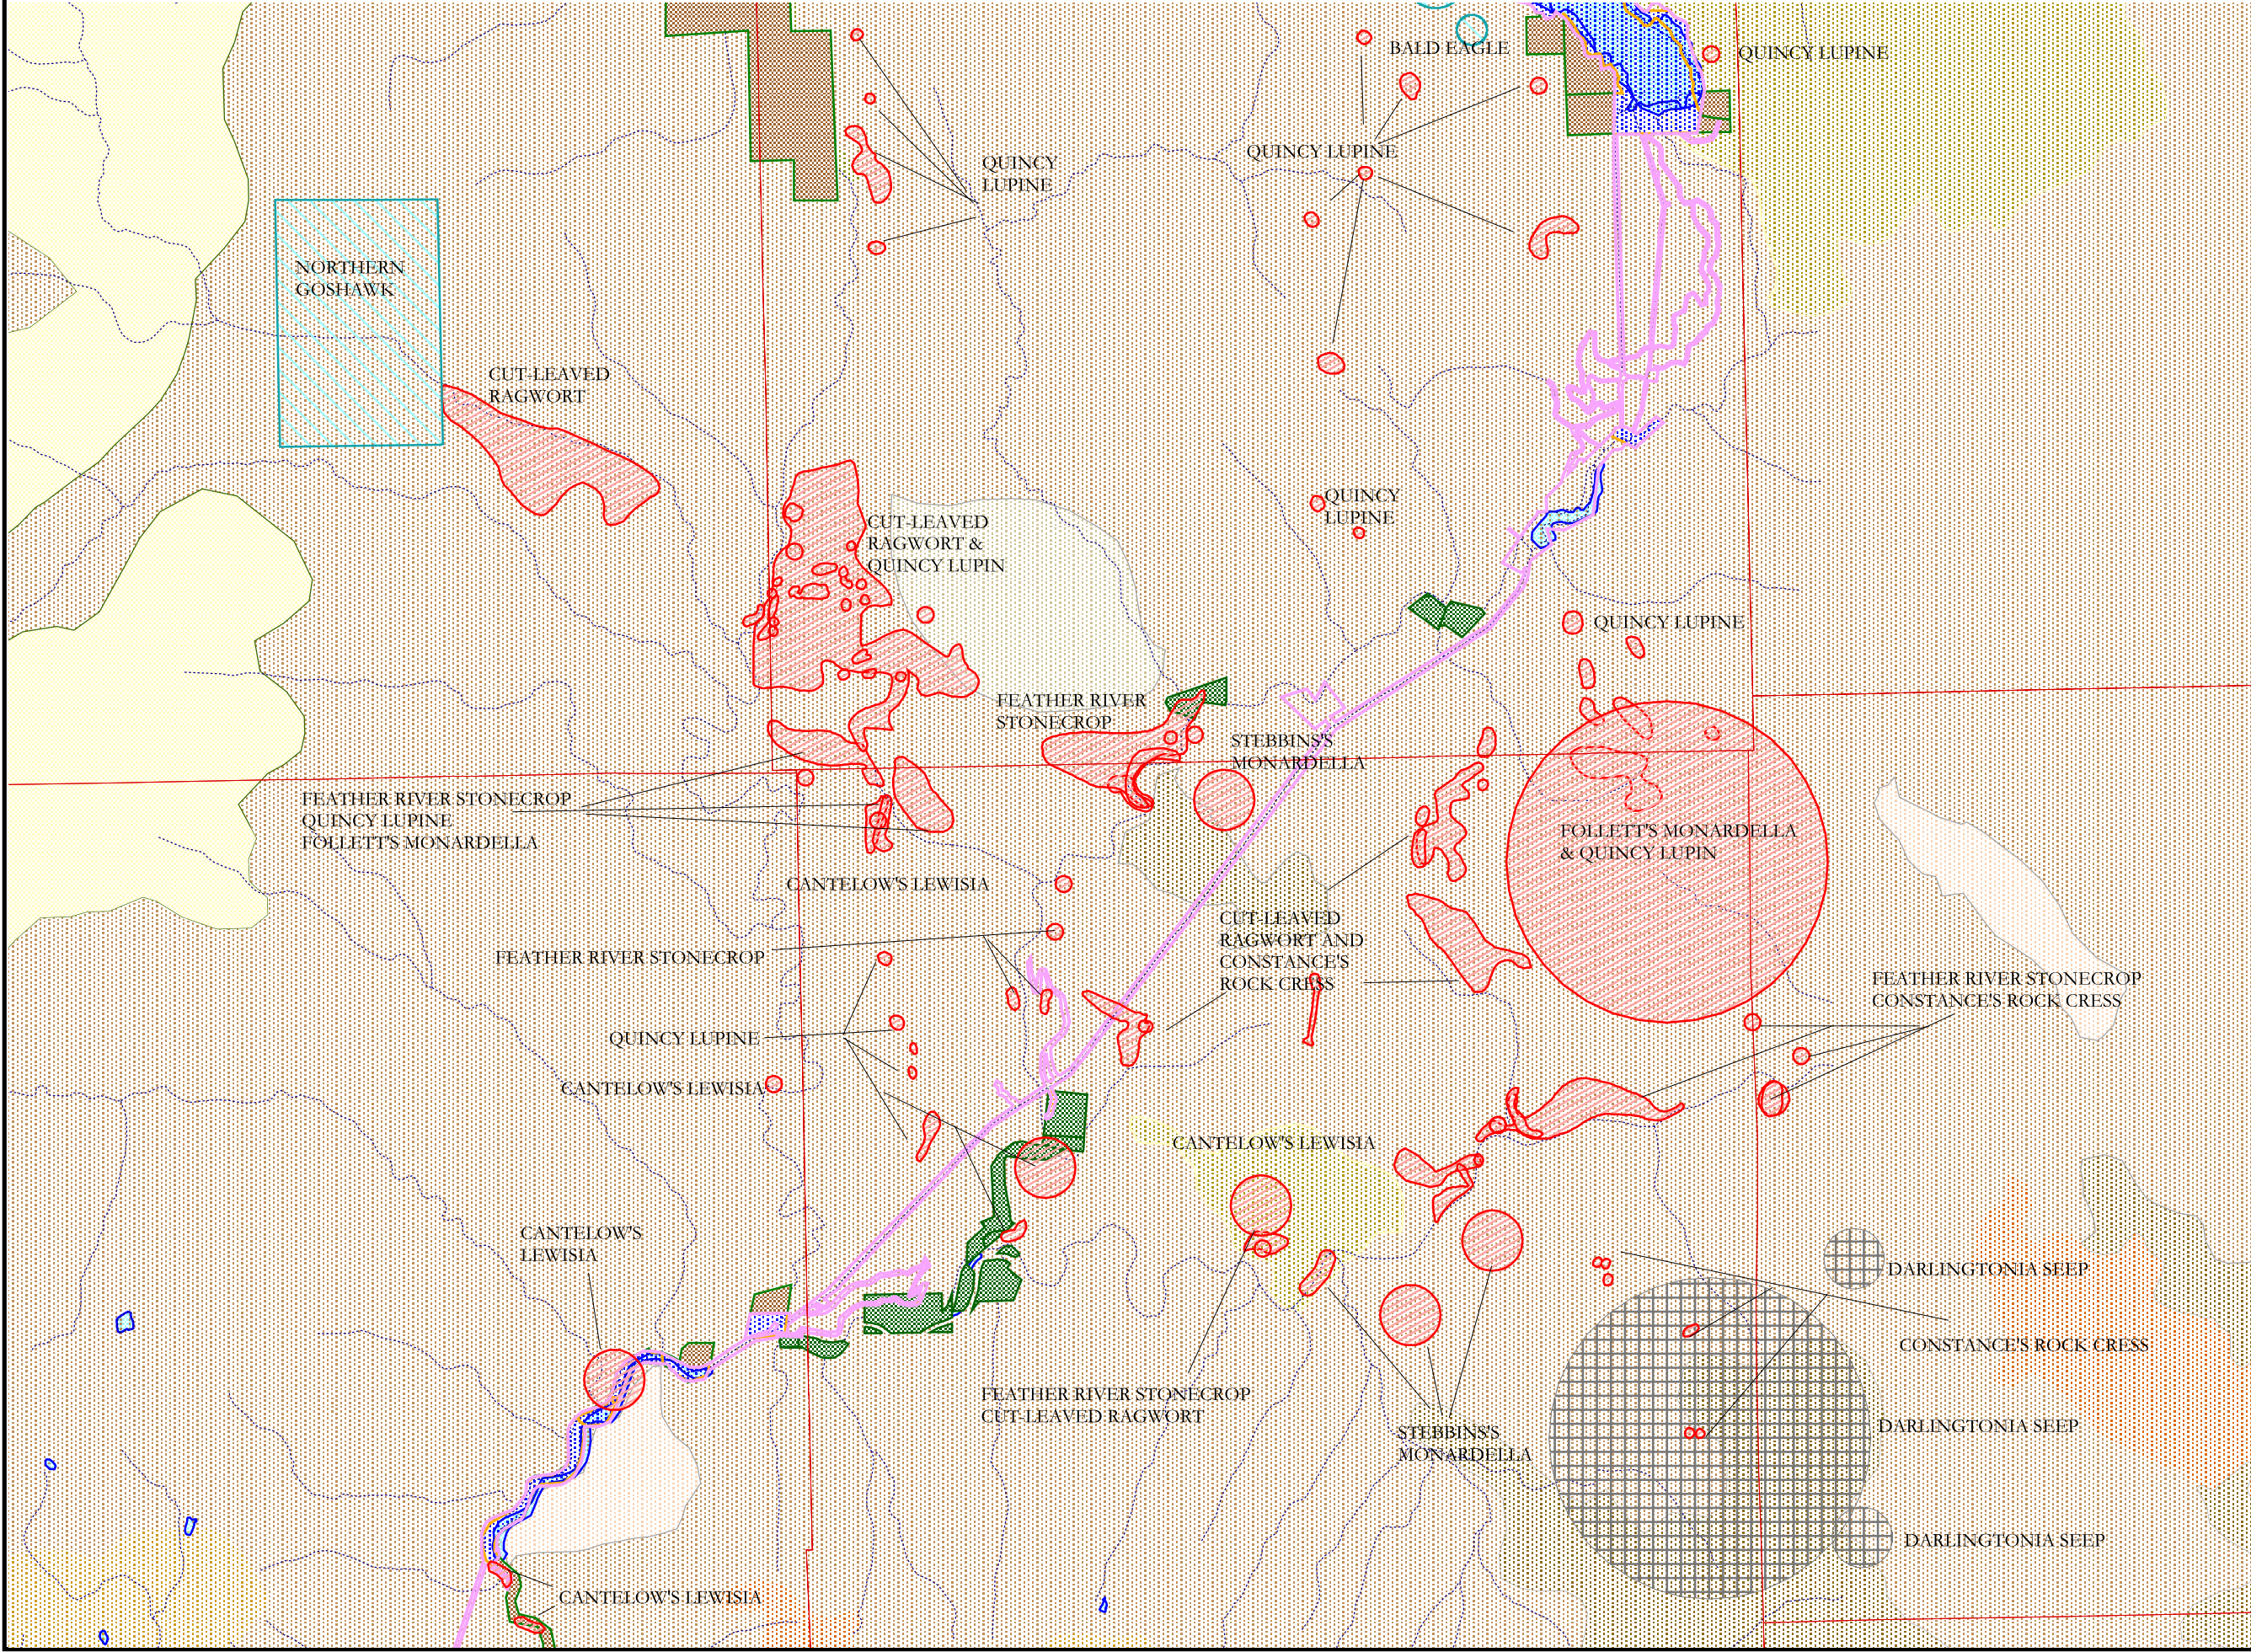 BALD EAGLE
QUINCY LUPINE
QUINCY LUPINE
QUINCY
LUPINE
NORTHERN
GOSHAWK
CUT-LEAVED
RAGWORT
QUINCY
LUPINE
CUT-LEAVED
RAGWORT &
QUINCY LUPIN
QUINCY LUPINE
FEATHER RIVER
STONECROP
STEBBINS'S
MONARDELLA
FEATHER RIVER STONECROP
QUINCY LUPINE
FOLLETT'S MONARDELLA
FOLLETT'S MONARDELLA
& QUINCY LUPIN
CANTELOW'S LEWISIA
CUT-LEAVED
RAGWORT AND
CONSTANCE'S
ROCK CRESS
FEATHER RIVER STONECROP
FEATHER RIVER STONECROP
CONSTANCE'S ROCK CRESS
QUINCY LUPINE
CANTELOW'S LEWISIA
CANTELOW'S LEWISIA
CANTELOW'S
LEWISIA
DARLINGTONIA SEEP
CONSTANCE'S ROCK CRESS
FEATHER RIVER STONECROP
CUT-LEAVED RAGWORT
STEBBINS'S
MONARDELLA
DARLINGTONIA SEEP
DARLINGTONIA SEEP
CANTELOW'S LEWISIA